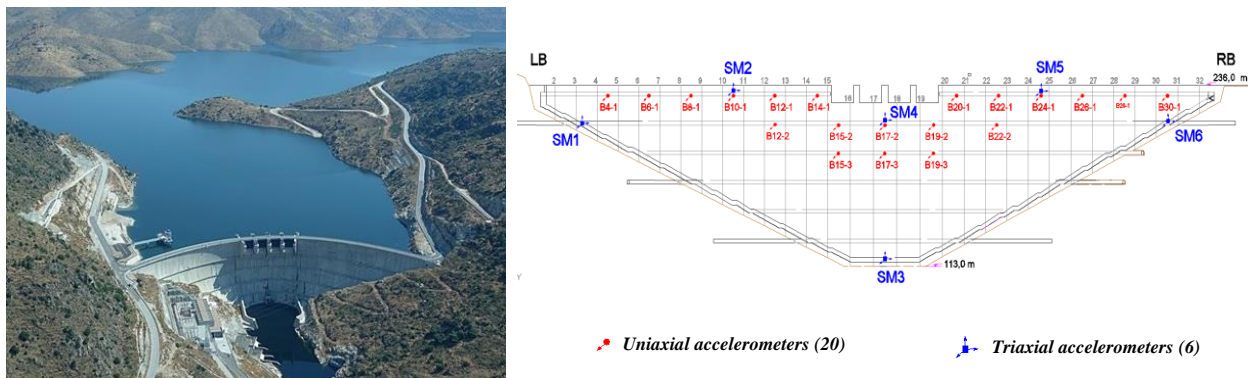 LB
RB
SM2
SM5
2 3 4 5 6 7 8 9 10 11 12 13 14 15 20 21 22 23 24 25 26 27 28 29 30 31 32
236,0 m
16 17 18 19
B4-1 B6-1 B8-1 B10-1 B12-1 B14-1 B20-1 B22-1 B24-1 B26-1 B28-1 B30-1
SM4
SM1
B12-2 B15-2 B17-2 B19-2 B22-2
SM6
B15-3 B17-3 B19-3
113,0 m
SM3
Y
Uniaxial accelerometers (20)
Triaxial accelerometers (6)